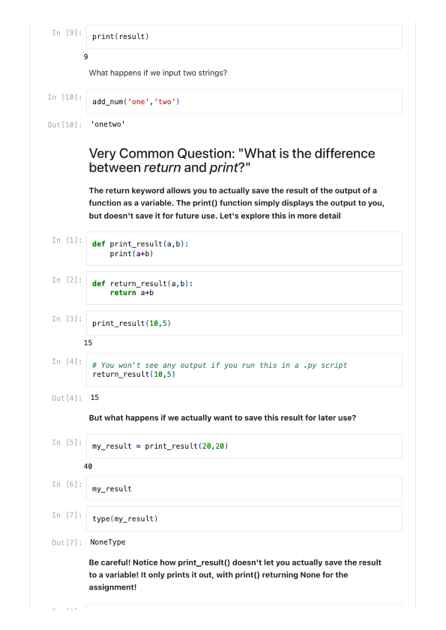 In [9]: print(result)
9
What happens if we input two strings?
In [10]: add_num('one','two')
Out[10]: 'onetwo'
Very Common Question: "What is the difference
between return and print?"
The return keyword allows you to actually save the result of the output of a
function as a variable. The print() function simply displays the output to you,
but doesn't save it for future use. Let's explore this in more detail
In [1]: def print_result(a,b):
print(a+b)
In [2]: def return_result(a,b):
return a+b
In [3]: print_result(10,5)
15
In [4]: # You won't see any output if you run this in a .py script
return_result(10,5)
Out[4]: 15
But what happens if we actually want to save this result for later use?
In [5]: my_result = print_result(20,20)
40
In [6]: my_result
In [7]: type(my_result)
Out[7]: NoneType
Be careful! Notice how print_result() doesn't let you actually save the result
to a variable! It only prints it out, with print() returning None for the
assignment!